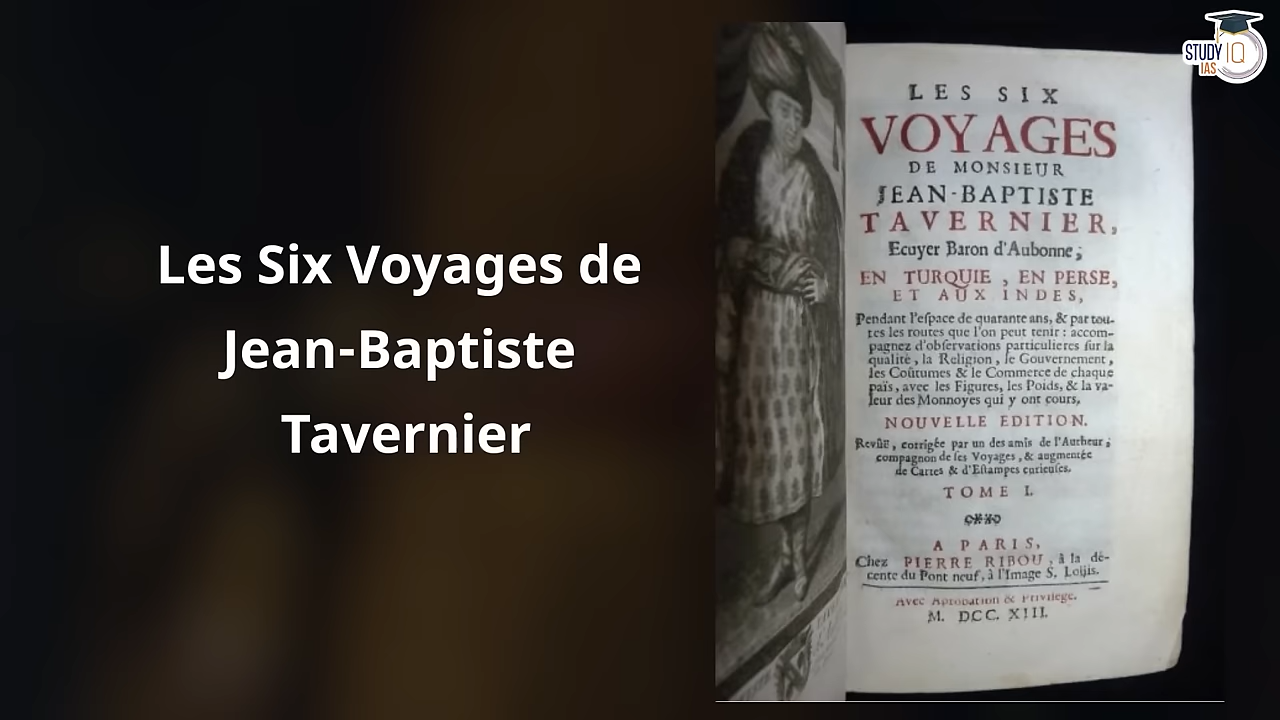 Les Six Voyages de
Jean-Baptiste
Tavernier
STUDY IQ
IAS
LES SIX
VOYAGES
DE MONSIEUR
JEAN-BAPTISTE
TAVERNIER,
Ecuyer Baron d'Aubonne;
EN TURQUIE, EN PERSE,
ET AUX INDES,
Pendant l'eſpace de quarante ans, & par tou-
tes les routes que l'on peut tenir: accom-
pagnez d'obſervations particulieres ſur la
qualité, la Religion, le Gouvernement,
les Coûtumes & le Commerce de chaque
païs, avec les Figures, les Poids, & la va-
leur des Monnoyes qui y ont cours,
NOUVELLE EDITION.
Revûë, corrigée par un des amis de l'Autheur;
compagnon de ſes Voyages, & augmentée
de Cartes & d'Eſtampes curieuſes.
TOME I.
A PARIS,
Chez PIERRE RIBOU, à la dé-
cente du Pont neuf, à l'Image S. Loüis.
Avec Aprobation & Privilege.
M. DCC. XIII.